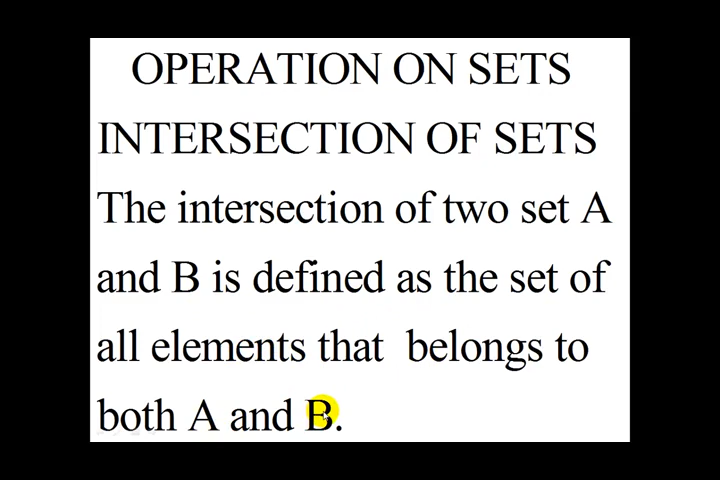 OPERATION ON SETS
INTERSECTION OF SETS
The intersection of two set A
and B is defined as the set of
all elements that belongs to
both A and B.